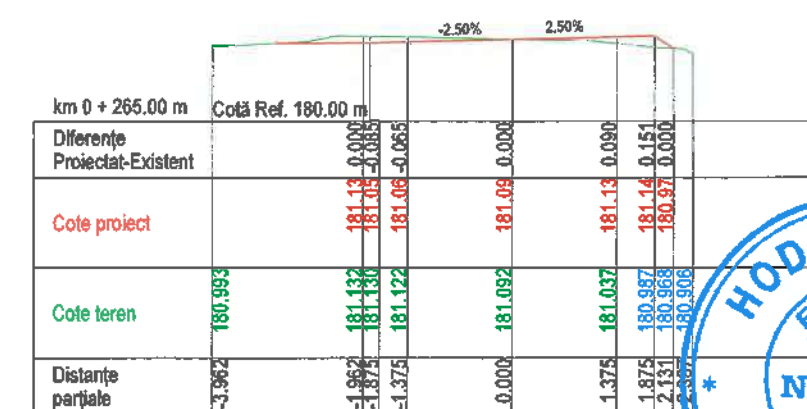 -2.50% 2.50%
km 0 + 265.00 m Cotă Ref. 180.00 m
Diferențe
Proiectat-Existent
0.000 -0.085 -0.065 0.000 0.090 0.151 0.000
Cote proiect
181.13 181.05 181.06 181.09 181.13 181.14 180.97
Cote teren
180.993 181.132 181.130 181.122 181.092 181.037 180.987 180.968 180.906
Distanțe
parțiale
-3.962 -1.962 -1.875 -1.375 0.000 1.375 1.875 2.131
HOD
* N